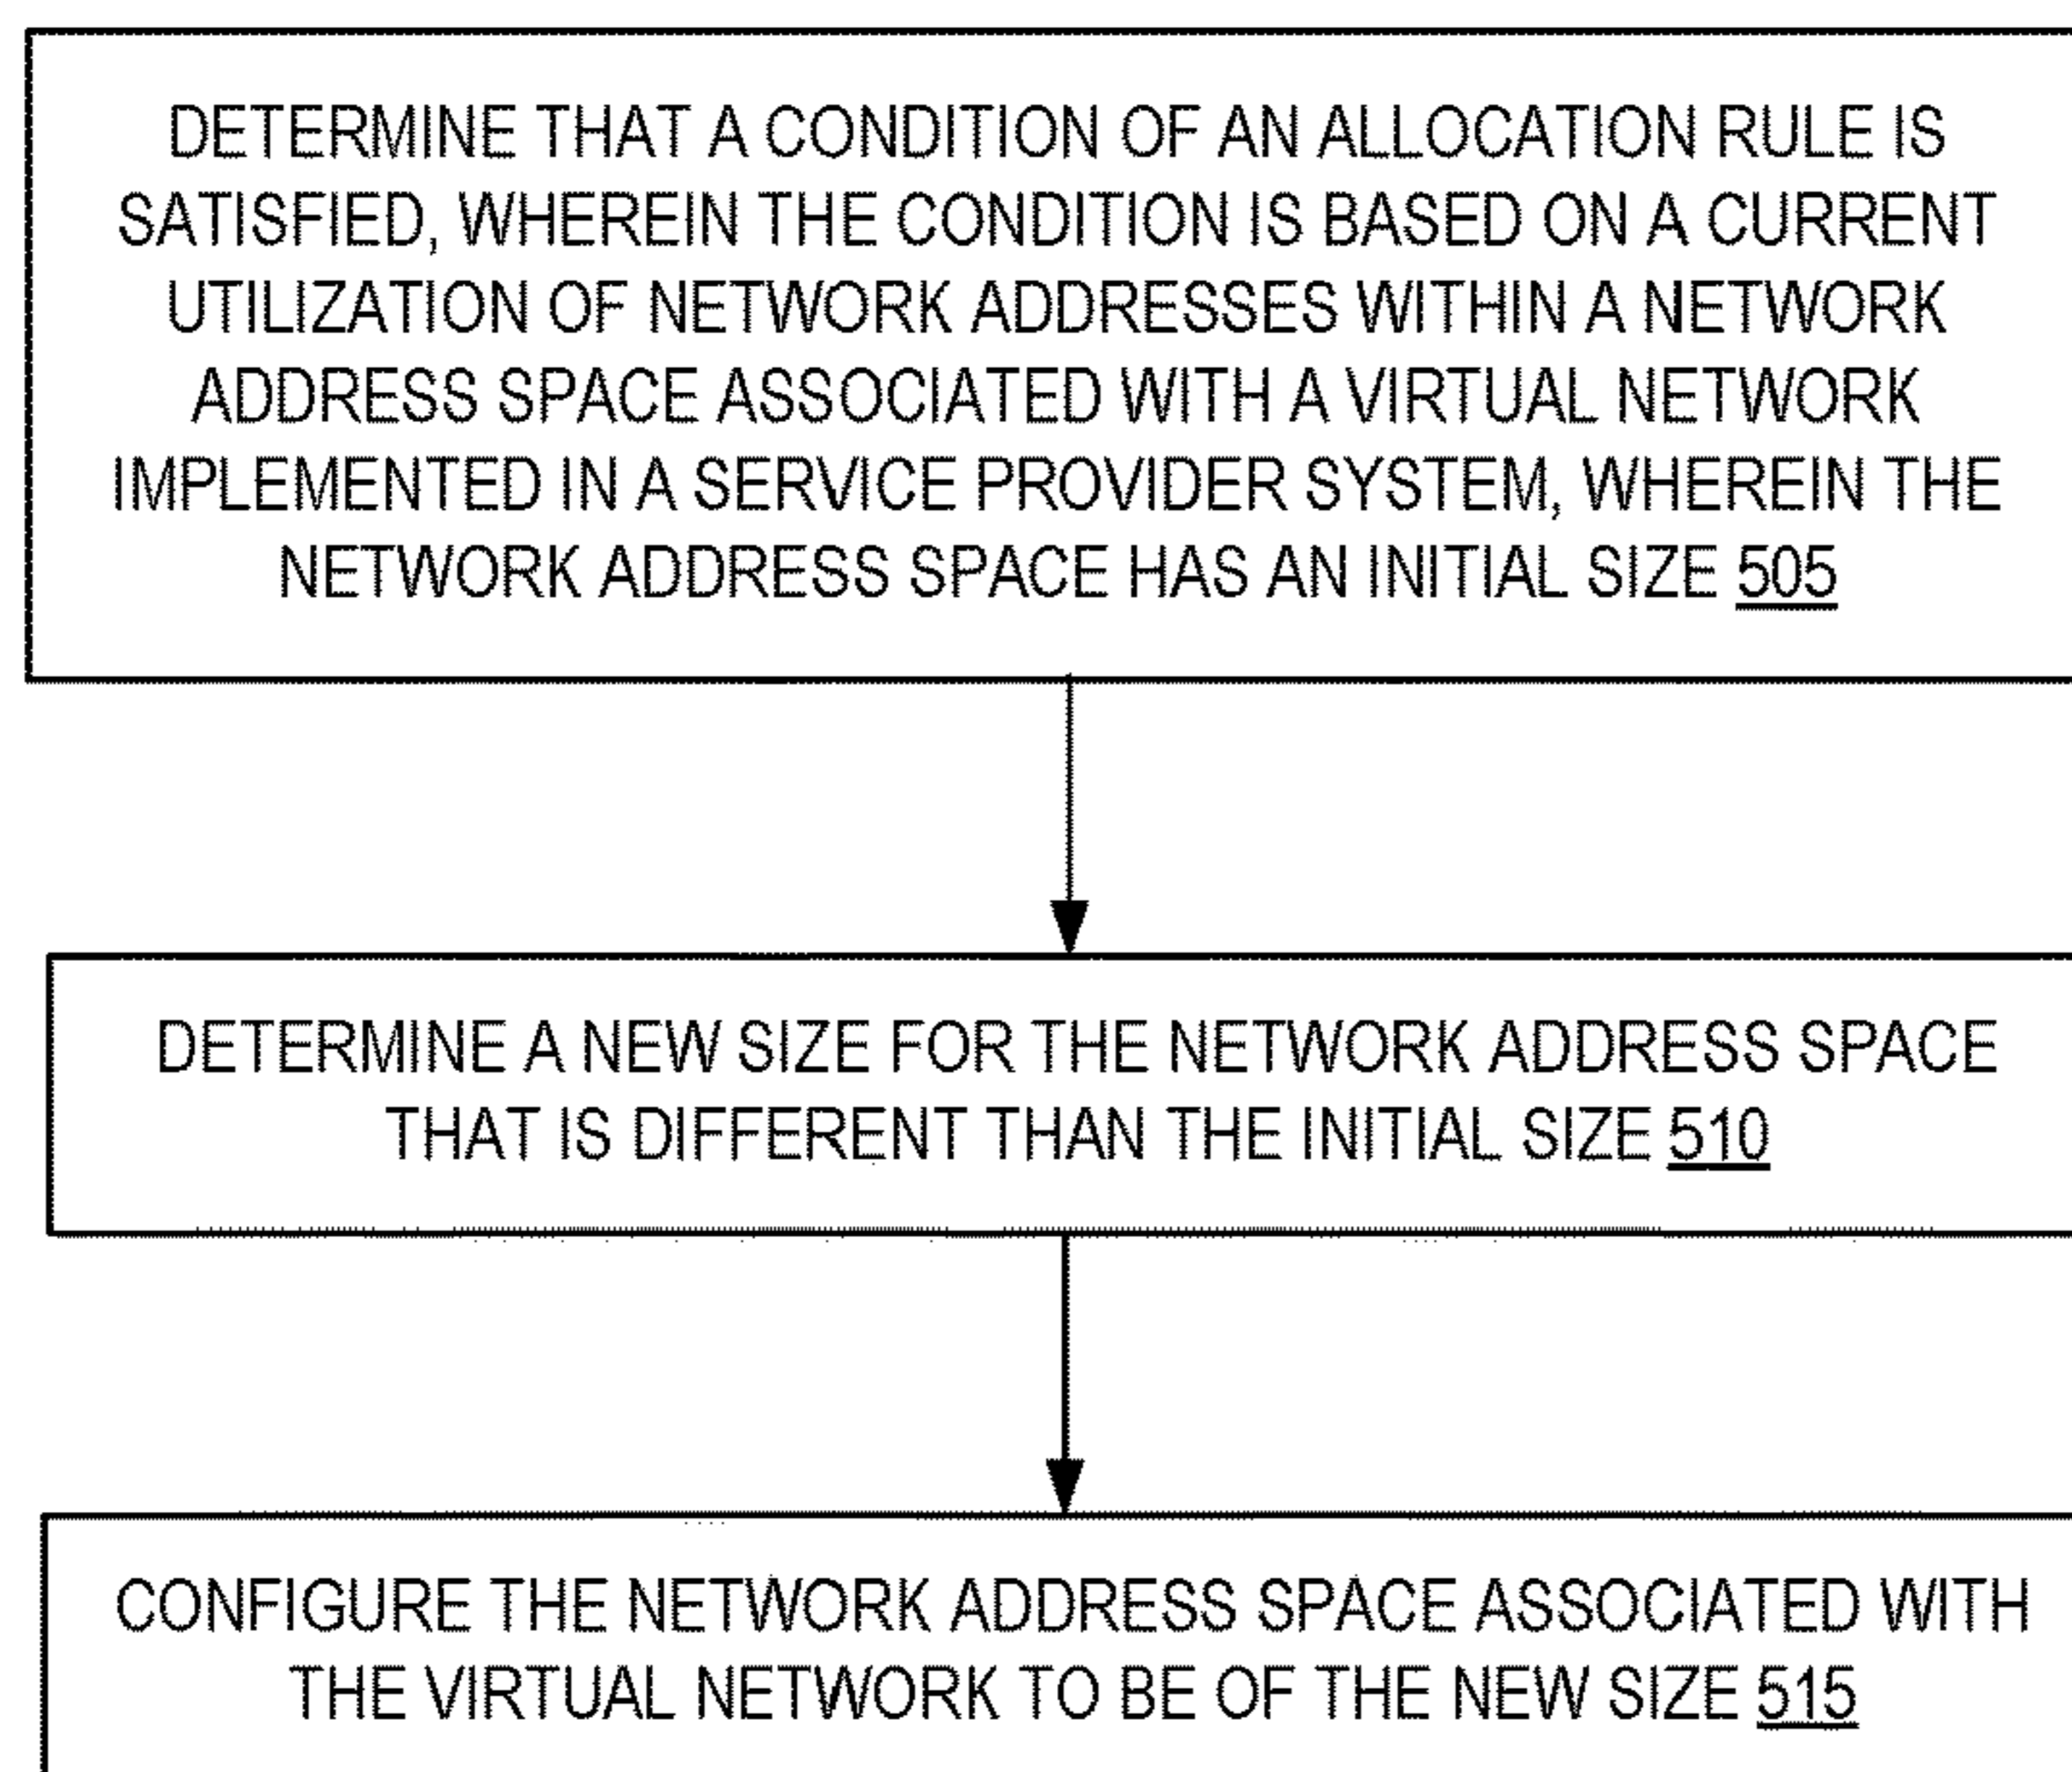 DETERMINE THAT A CONDITION OF AN ALLOCATION RULE IS
SATISFIED, WHEREIN THE CONDITION IS BASED ON A CURRENT
UTILIZATION OF NETWORK ADDRESSES WITHIN A NETWORK
ADDRESS SPACE ASSOCIATED WITH A VIRTUAL NETWORK
IMPLEMENTED IN A SERVICE PROVIDER SYSTEM, WHEREIN THE
NETWORK ADDRESS SPACE HAS AN INITIAL SIZE 505
DETERMINE A NEW SIZE FOR THE NETWORK ADDRESS SPACE
THAT IS DIFFERENT THAN THE INITIAL SIZE 510
CONFIGURE THE NETWORK ADDRESS SPACE ASSOCIATED WITH
THE VIRTUAL NETWORK TO BE OF THE NEW SIZE 515